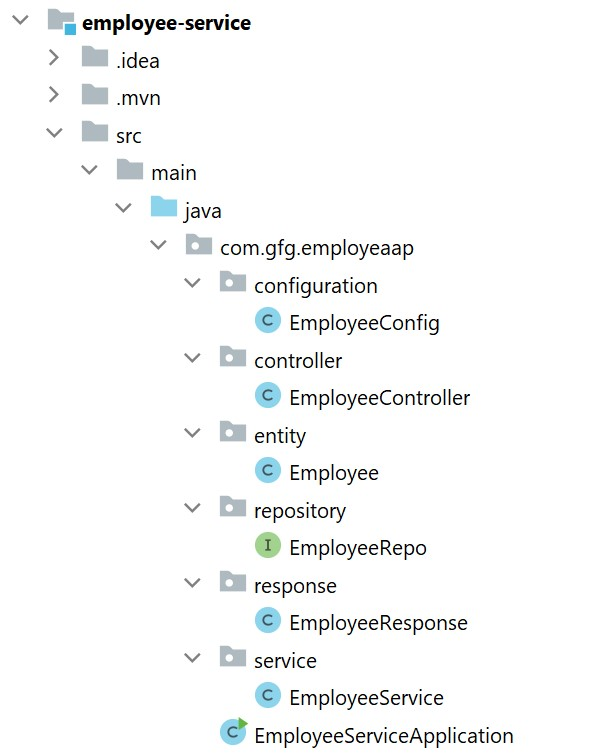 employee-service
.idea
.mvn
src
main
java
com.gfg.employeaap
configuration
C EmployeeConfig
controller
C EmployeeController
entity
C Employee
repository
I EmployeeRepo
response
C EmployeeResponse
service
C EmployeeService
C EmployeeServiceApplication